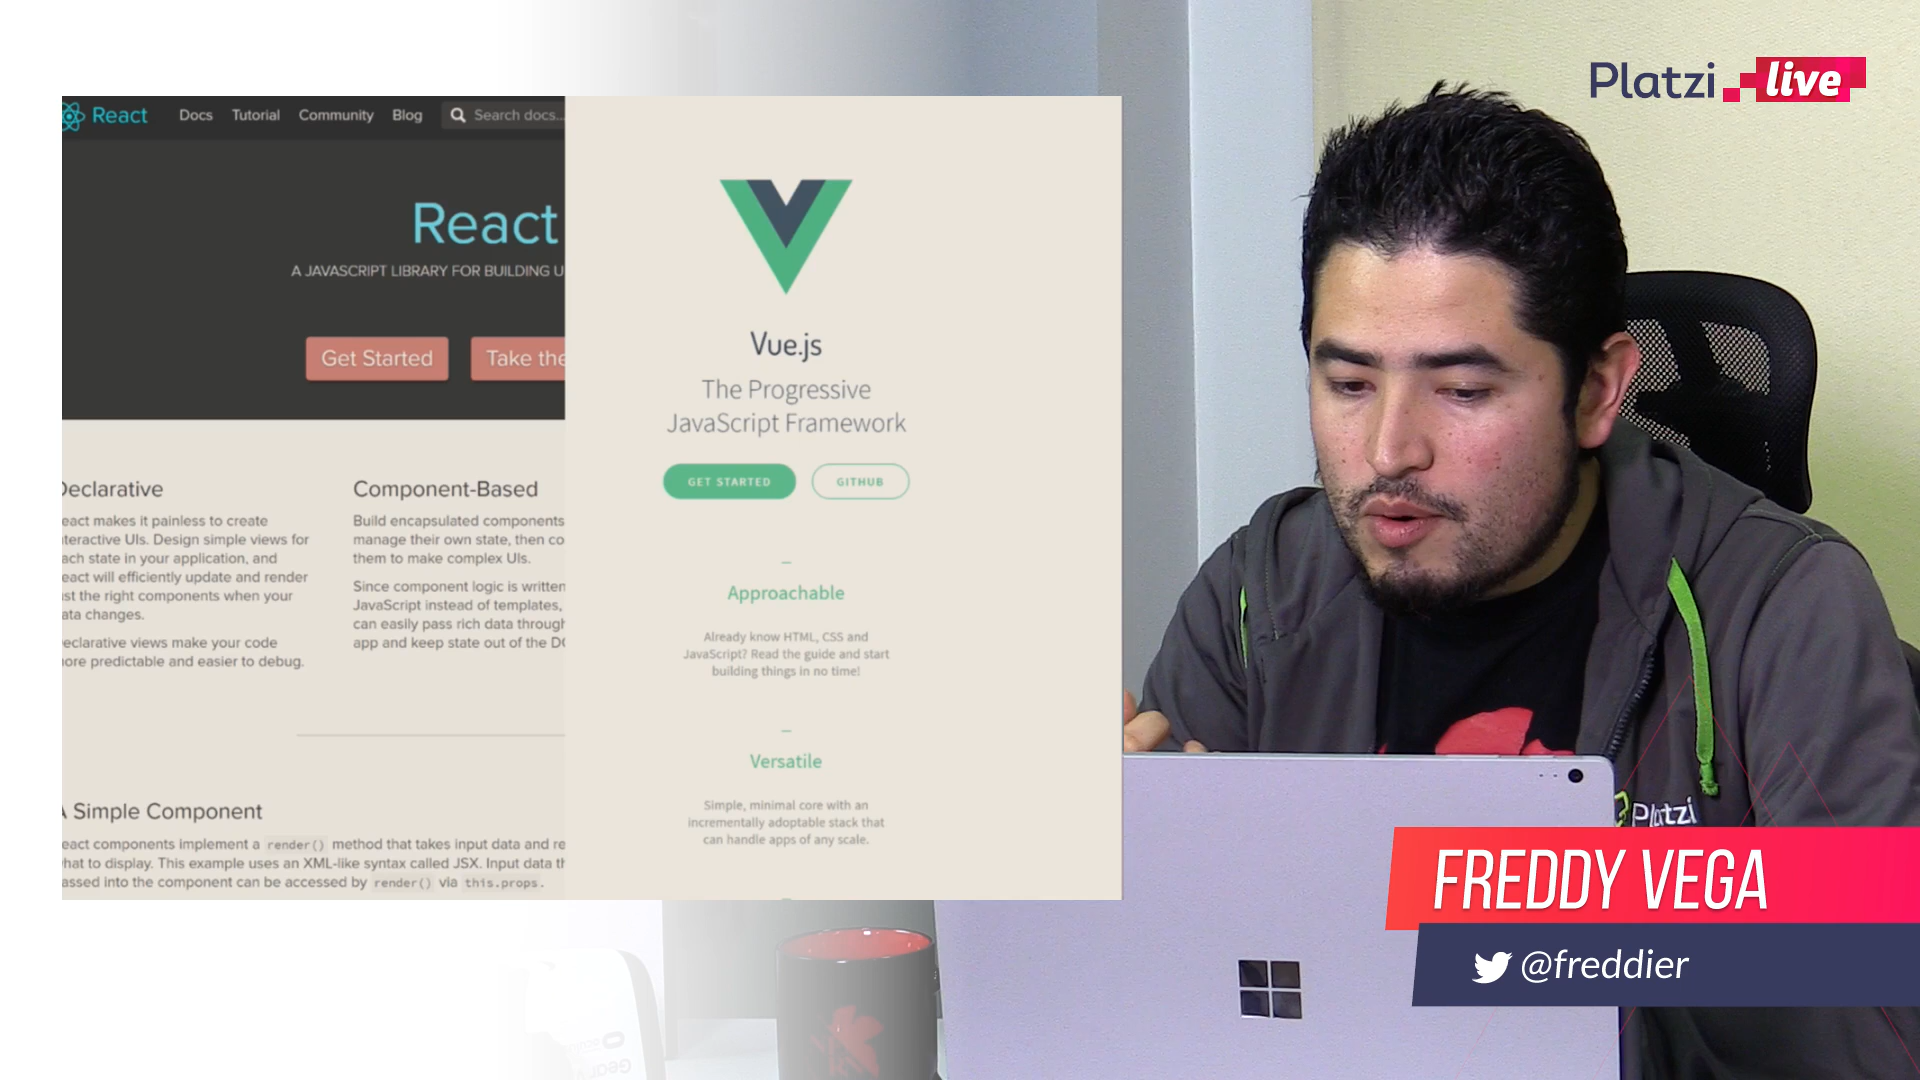 Platzi live
React Docs Tutorial Community Blog Search docs...
React
A JAVASCRIPT LIBRARY FOR BUILDING U
Get Started Take the
Declarative
eact makes it painless to create
nteractive UIs. Design simple views for
ach state in your application, and
eact will efficiently update and render
ust the right components when your
ata changes.
eclarative views make your code
ore predictable and easier to debug.
Component-Based
Build encapsulated components
manage their own state, then co
them to make complex UIs.
Since component logic is written
JavaScript instead of templates,
can easily pass rich data through
app and keep state out of the DO
A Simple Component
eact components implement a render() method that takes input data and re
hat to display. This example uses an XML-like syntax called JSX. Input data th
assed into the component can be accessed by render() via this.props.
Vue.js
The Progressive
JavaScript Framework
GET STARTED GITHUB
Approachable
Already know HTML, CSS and
JavaScript? Read the guide and start
building things in no time!
Versatile
Simple, minimal core with an
incrementally adoptable stack that
can handle apps of any scale.
Platzi
FREDDY VEGA
@freddier
Gear